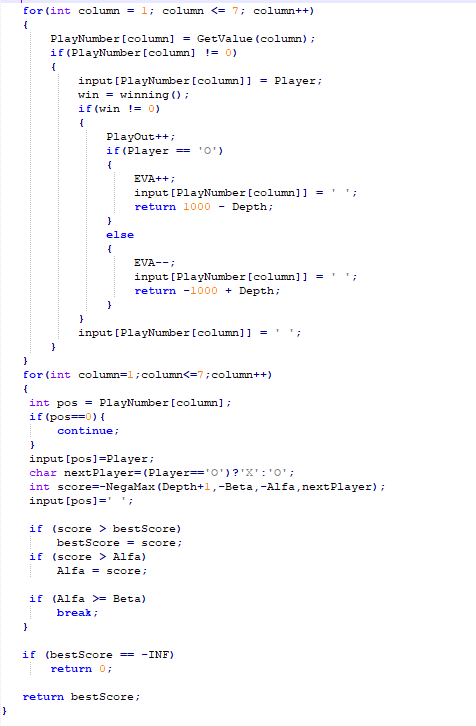 for(int column = 1; column <= 7; column++)
{
PlayNumber[column] = GetValue(column);
if(PlayNumber[column] != 0)
{
input[PlayNumber[column]] = Player;
win = winning();
if(win != 0)
{
PlayOut++;
if(Player == 'O')
{
EVA++;
input[PlayNumber[column]] = ' ';
return 1000 - Depth;
}
else
{
EVA--;
input[PlayNumber[column]] = ' ';
return -1000 + Depth;
}
}
input[PlayNumber[column]] = ' ';
}
}
for(int column=1;column<=7;column++)
{
int pos = PlayNumber[column];
if(pos==0){
continue;
}
input[pos]=Player;
char nextPlayer=(Player=='O')?'X':'O';
int score=-NegaMax(Depth+1,-Beta,-Alfa,nextPlayer);
input[pos]=' ';
if (score > bestScore)
bestScore = score;
if (score > Alfa)
Alfa = score;
if (Alfa >= Beta)
break;
}
if (bestScore == -INF)
return 0;
return bestScore;
}